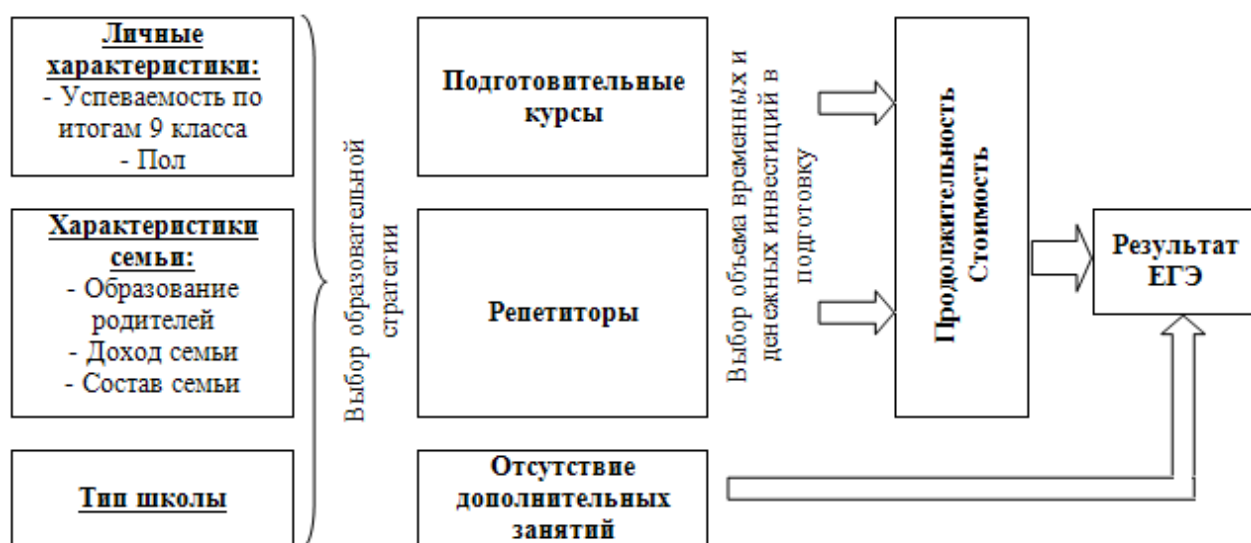 Личные
характеристики:
- Успеваемость по
итогам 9 класса
- Пол
Характеристики
семьи:
- Образование
родителей
- Доход семьи
- Состав семьи
Тип школы
Выбор образовательной
стратегии
Подготовительные
курсы
Репетиторы
Отсутствие
дополнительных
занятий
Выбор объема временных и
денежных инвестиций в
подготовку
Продолжительность
Стоимость
Результат
ЕГЭ